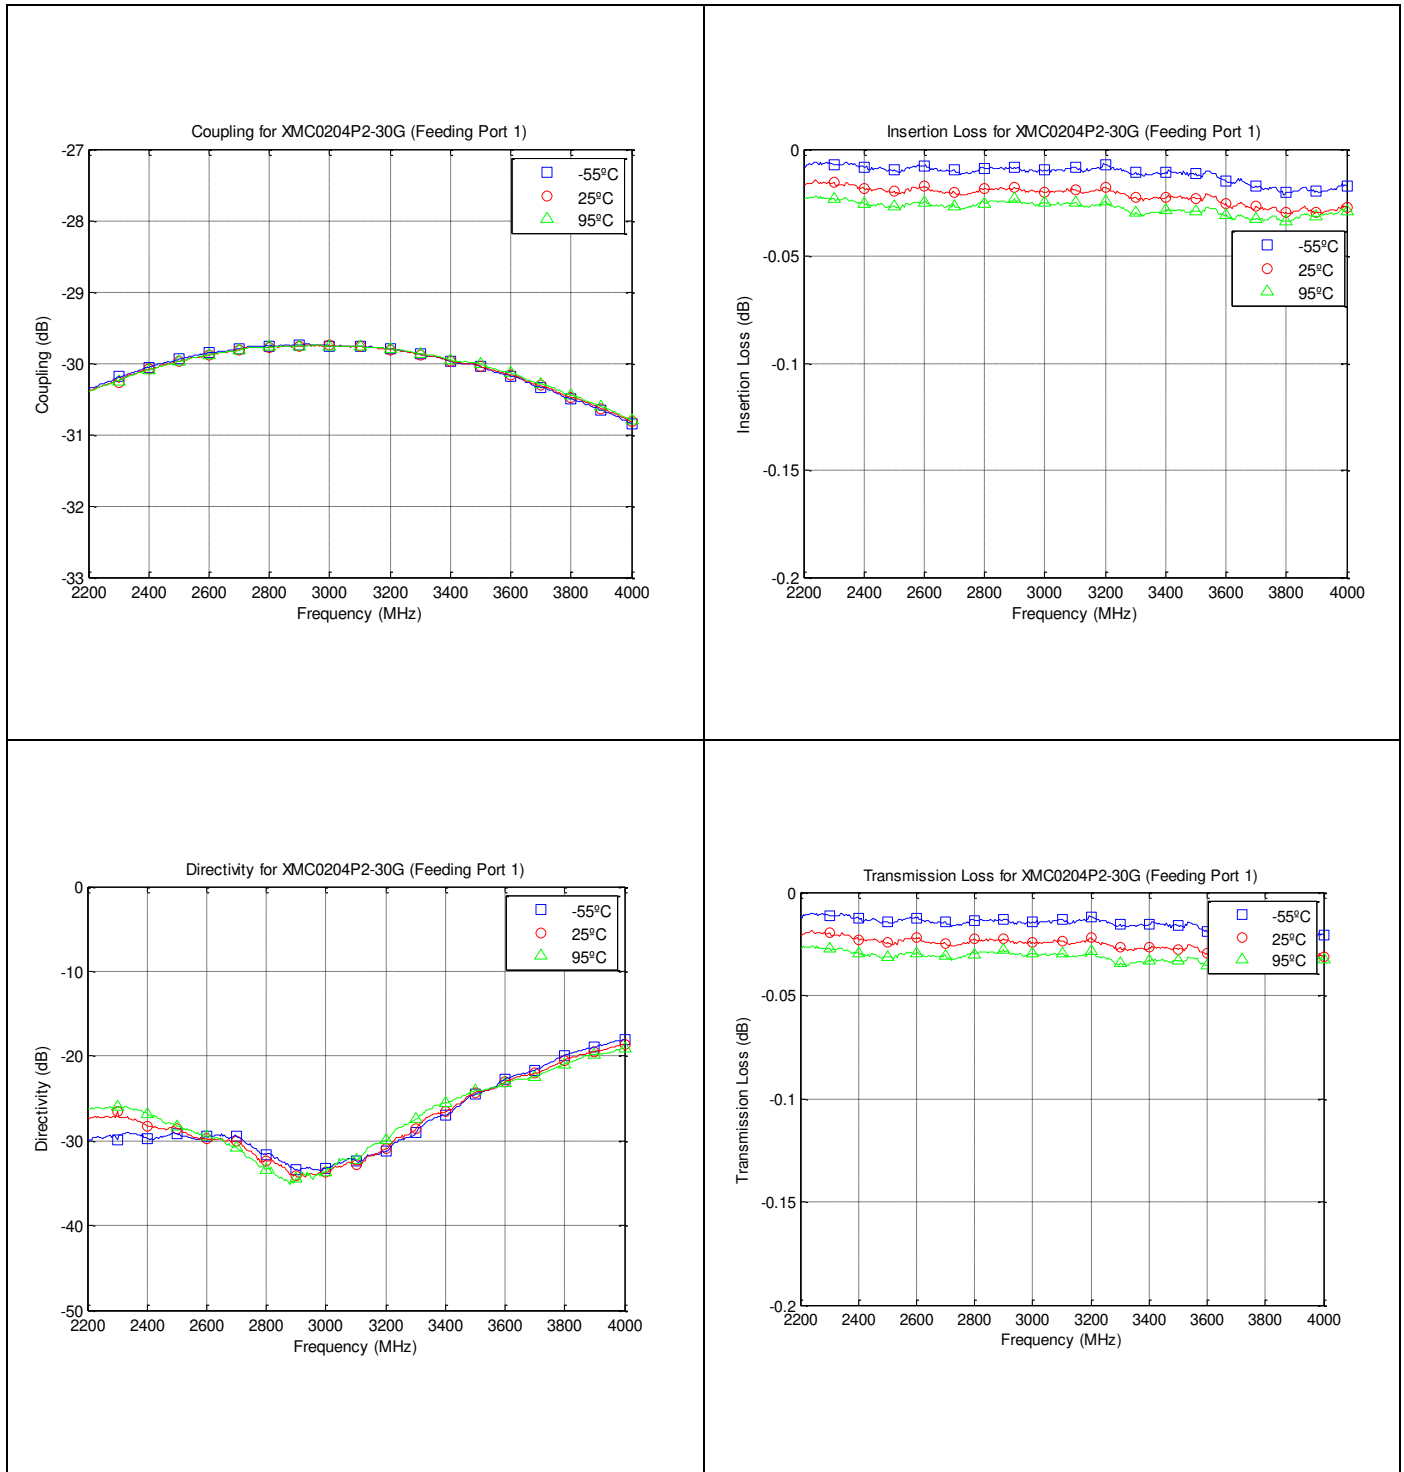 Coupling for XMC0204P2-30G (Feeding Port 1)
-27
-28
-29
-30
-31
-32
-33
Coupling (dB)
-55ºC
25ºC
95ºC
2200 2400 2600 2800 3000 3200 3400 3600 3800 4000
Frequency (MHz)
Insertion Loss for XMC0204P2-30G (Feeding Port 1)
0
-0.05
-0.1
-0.15
-0.2
Insertion Loss (dB)
-55ºC
25ºC
95ºC
2200 2400 2600 2800 3000 3200 3400 3600 3800 4000
Frequency (MHz)
Directivity for XMC0204P2-30G (Feeding Port 1)
0
-10
-20
-30
-40
-50
Directivity (dB)
-55ºC
25ºC
95ºC
2200 2400 2600 2800 3000 3200 3400 3600 3800 4000
Frequency (MHz)
Transmission Loss for XMC0204P2-30G (Feeding Port 1)
0
-0.05
-0.1
-0.15
-0.2
Transmission Loss (dB)
-55ºC
25ºC
95ºC
2200 2400 2600 2800 3000 3200 3400 3600 3800 4000
Frequency (MHz)